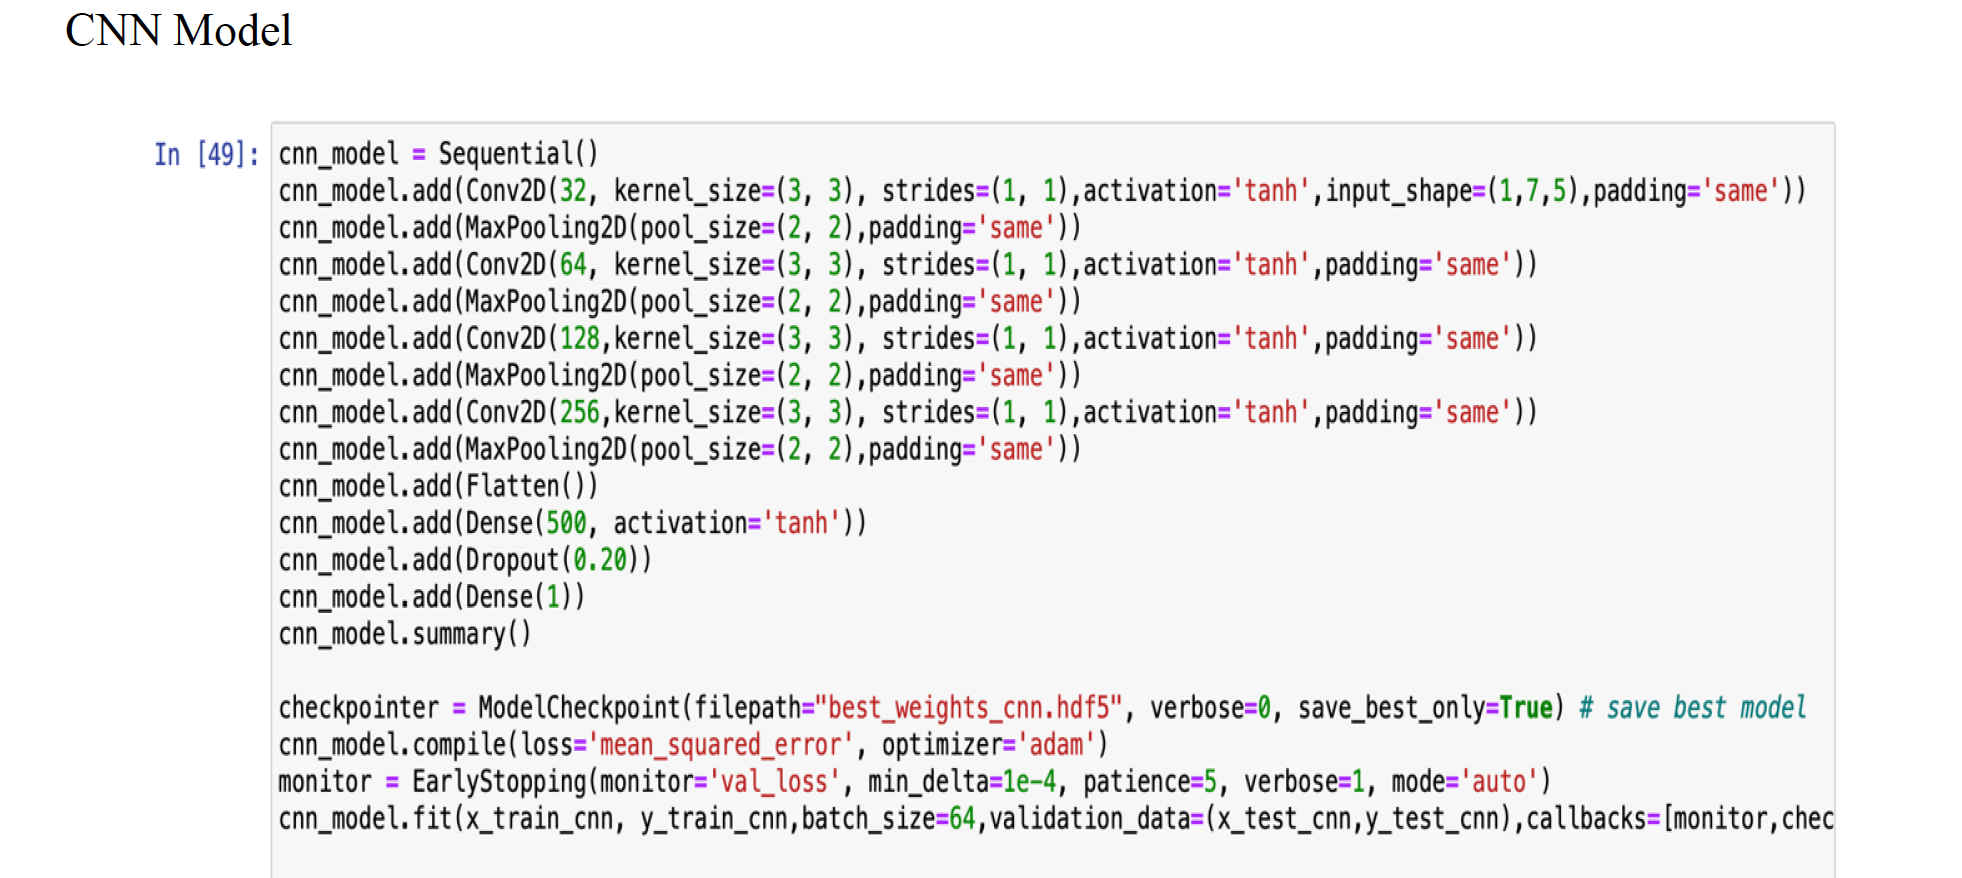 CNN Model
In [49]: cnn_model = Sequential()
cnn_model.add(Conv2D(32, kernel_size=(3, 3), strides=(1, 1),activation='tanh',input_shape=(1,7,5),padding='same'))
cnn_model.add(MaxPooling2D(pool_size=(2, 2),padding='same'))
cnn_model.add(Conv2D(64, kernel_size=(3, 3), strides=(1, 1),activation='tanh',padding='same'))
cnn_model.add(MaxPooling2D(pool_size=(2, 2),padding='same'))
cnn_model.add(Conv2D(128,kernel_size=(3, 3), strides=(1, 1),activation='tanh',padding='same'))
cnn_model.add(MaxPooling2D(pool_size=(2, 2),padding='same'))
cnn_model.add(Conv2D(256,kernel_size=(3, 3), strides=(1, 1),activation='tanh',padding='same'))
cnn_model.add(MaxPooling2D(pool_size=(2, 2),padding='same'))
cnn_model.add(Flatten())
cnn_model.add(Dense(500, activation='tanh'))
cnn_model.add(Dropout(0.20))
cnn_model.add(Dense(1))
cnn_model.summary()
checkpointer = ModelCheckpoint(filepath="best_weights_cnn.hdf5", verbose=0, save_best_only=True) # save best model
cnn_model.compile(loss='mean_squared_error', optimizer='adam')
monitor = EarlyStopping(monitor='val_loss', min_delta=1e-4, patience=5, verbose=1, mode='auto')
cnn_model.fit(x_train_cnn, y_train_cnn,batch_size=64,validation_data=(x_test_cnn,y_test_cnn),callbacks=[monitor,chec